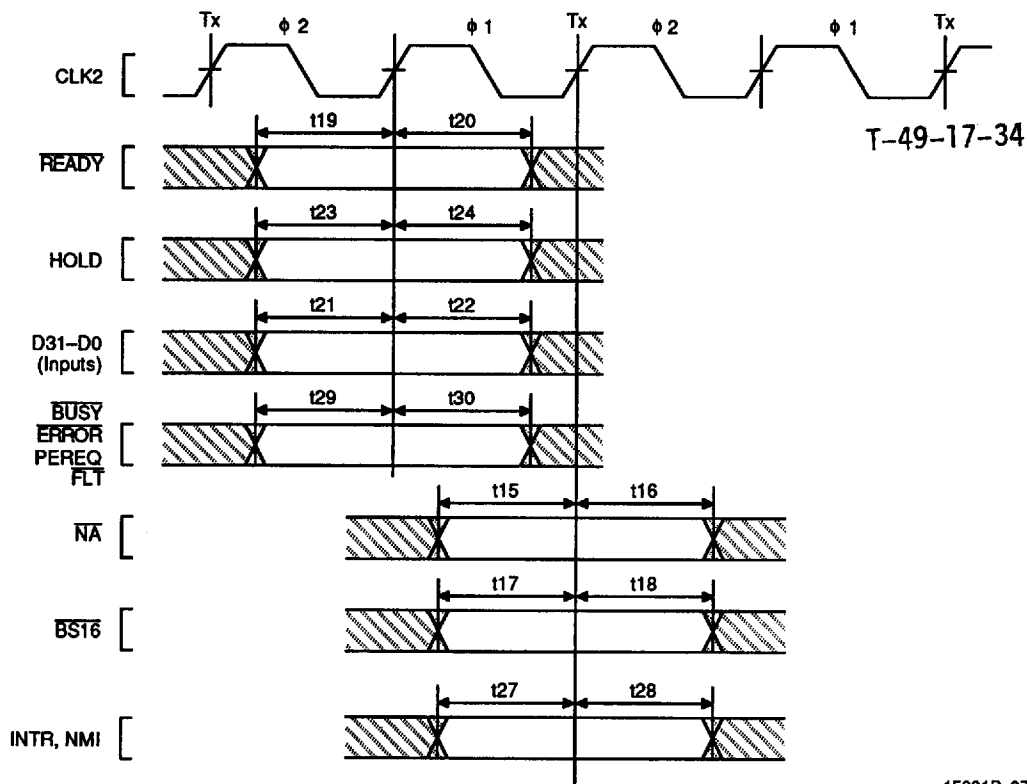 Tx ϕ 2 ϕ 1 Tx ϕ 2 ϕ 1 Tx
CLK2
T-49-17-34
t19 t20
READY
t23 t24
HOLD
t21 t22
D31–D0
(Inputs)
t29 t30
BUSY
ERROR
PEREQ
FLT
t15 t16
NA
t17 t18
BS16
t27 t28
INTR, NMI